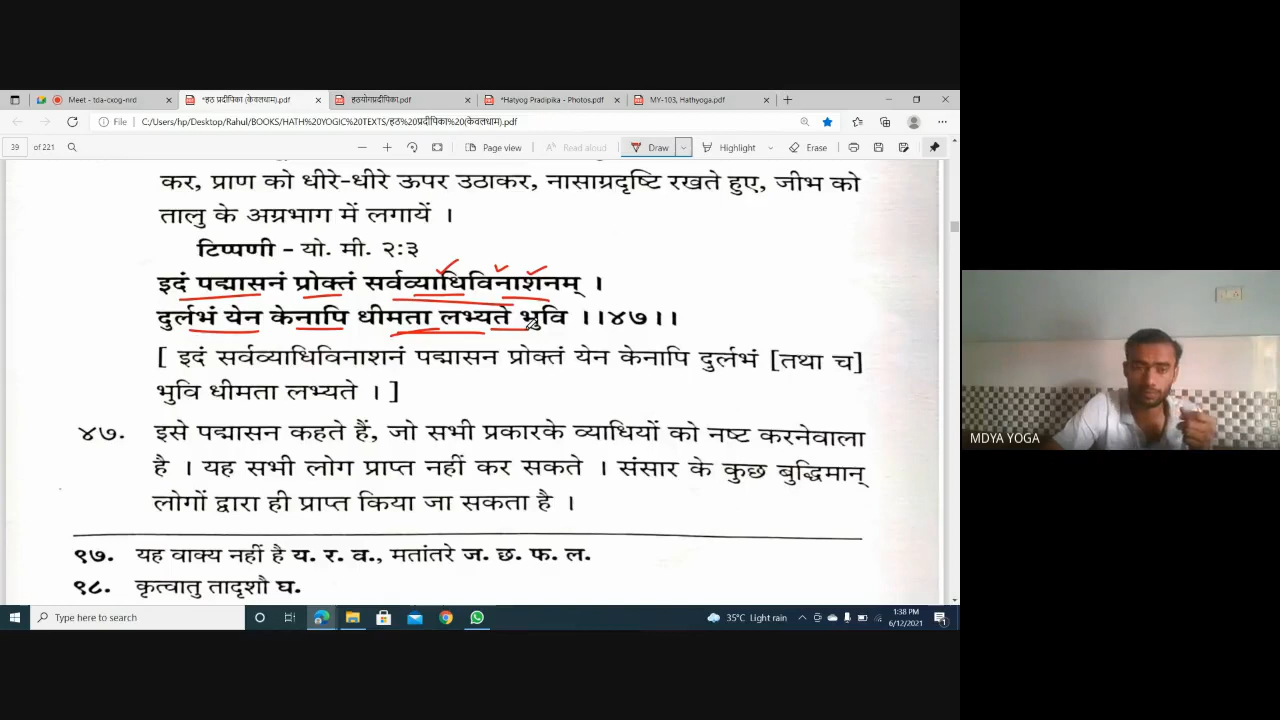 Meet - tda-cxog-nrd
*हठ प्रदीपिका (कैवल्यधाम).pdf
हठयोगप्रदीपिका.pdf
*Hatyog Pradipika - Photos.pdf
MY-103, Hathyoga.pdf
File | C:/Users/hp/Desktop/Rahul/BOOKS/HATH%20YOGIC%20TEXTS/हठ%20प्रदीपिका%20(कैवल्यधाम).pdf
39 of 221 Page view Read aloud Draw Highlight Erase
कर, प्राण को धीरे-धीरे ऊपर उठाकर, नासाग्रदृष्टि रखते हुए, जीभ को
तालु के अग्रभाग में लगायें ।
टिप्पणी – यो. मी. २:३
इदं पद्मासनं प्रोक्तं सर्वव्याधिविनाशनम् ।
दुर्लभं येन केनापि धीमता लभ्यते भुवि ।।४७।।
[ इदं सर्वव्याधिविनाशनं पद्मासन प्रोक्तं येन केनापि दुर्लभं [तथा च]
भुवि धीमता लभ्यते । ]
४७. इसे पद्मासन कहते हैं, जो सभी प्रकारके व्याधियों को नष्ट करनेवाला
है । यह सभी लोग प्राप्त नहीं कर सकते । संसार के कुछ बुद्धिमान्
लोगों द्वारा ही प्राप्त किया जा सकता है ।
९७. यह वाक्य नहीं है य. र. व., मतांतरे ज. छ. फ. ल.
९८. कृत्वातु तादृशौ घ.
MDYA YOGA
Type here to search
35°C Light rain
1:38 PM
6/12/2021